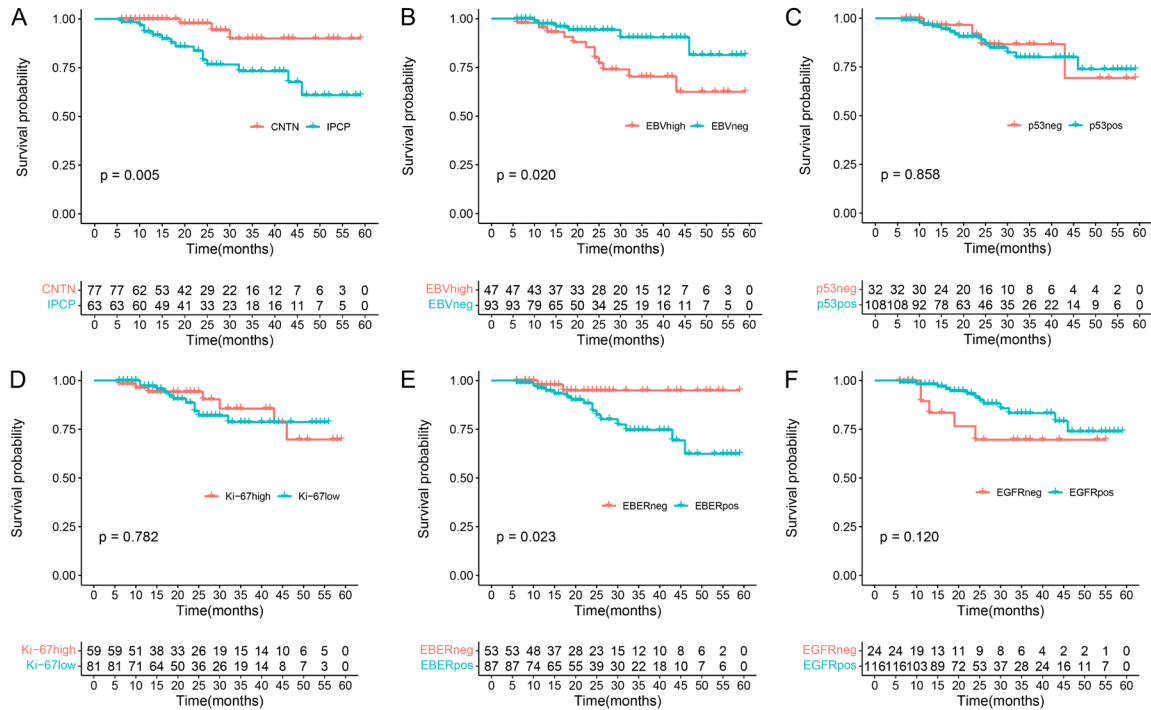 A
Survival probability
1.00
0.75
0.50
0.25
0.00
CNTN IPCP
p = 0.005
0 5 10 15 20 25 30 35 40 45 50 55 60
Time(months)
CNTN 77 77 62 53 42 29 22 16 12 7 6 3 0
IPCP 63 63 60 49 41 33 23 18 16 11 7 5 0
0 5 10 15 20 25 30 35 40 45 50 55 60
Time(months)
B
Survival probability
1.00
0.75
0.50
0.25
0.00
EBVhigh EBVneg
p = 0.020
0 5 10 15 20 25 30 35 40 45 50 55 60
Time(months)
EBVhigh 47 47 43 37 33 28 20 15 12 7 6 3 0
EBVneg 93 93 79 65 50 34 25 19 16 11 7 5 0
0 5 10 15 20 25 30 35 40 45 50 55 60
Time(months)
C
Survival probability
1.00
0.75
0.50
0.25
0.00
p53neg p53pos
p = 0.858
0 5 10 15 20 25 30 35 40 45 50 55 60
Time(months)
p53neg 32 32 30 24 20 16 10 8 6 4 4 2 0
p53pos 108 108 92 78 63 46 35 26 22 14 9 6 0
0 5 10 15 20 25 30 35 40 45 50 55 60
Time(months)
D
Survival probability
1.00
0.75
0.50
0.25
0.00
Ki-67high Ki-67low
p = 0.782
0 5 10 15 20 25 30 35 40 45 50 55 60
Time(months)
Ki-67high 59 59 51 38 33 26 19 15 14 10 6 5 0
Ki-67low 81 81 71 64 50 36 26 19 14 8 7 3 0
0 5 10 15 20 25 30 35 40 45 50 55 60
Time(months)
E
Survival probability
1.00
0.75
0.50
0.25
0.00
EBERneg EBERpos
p = 0.023
0 5 10 15 20 25 30 35 40 45 50 55 60
Time(months)
EBERneg 53 53 48 37 28 23 15 12 10 8 6 2 0
EBERpos 87 87 74 65 55 39 30 22 18 10 7 6 0
0 5 10 15 20 25 30 35 40 45 50 55 60
Time(months)
F
Survival probability
1.00
0.75
0.50
0.25
0.00
EGFRneg EGFRpos
p = 0.120
0 5 10 15 20 25 30 35 40 45 50 55 60
Time(months)
EGFRneg 24 24 19 13 11 9 8 6 4 2 2 1 0
EGFRpos 116 116 103 89 72 53 37 28 24 16 11 7 0
0 5 10 15 20 25 30 35 40 45 50 55 60
Time(months)